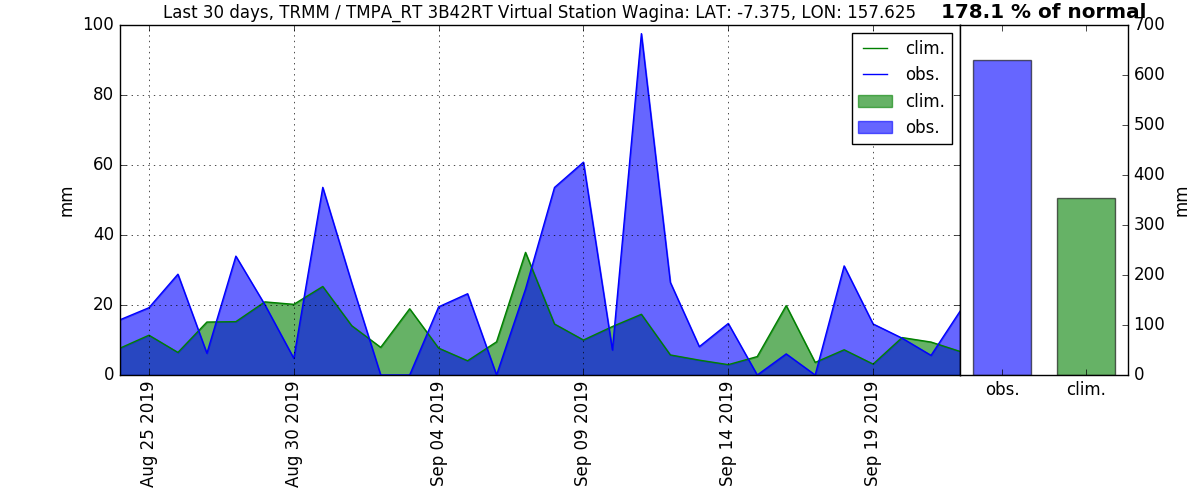 Last 30 days, TRMM / TMPA_RT 3B42RT Virtual Station Wagina: LAT: -7.375, LON: 157.625
178.1 % of normal
100
80
60
40
20
0
mm
clim.
obs.
clim.
obs.
Aug 25 2019
Aug 30 2019
Sep 04 2019
Sep 09 2019
Sep 14 2019
Sep 19 2019
700
600
500
400
300
200
100
0
mm
obs.
clim.